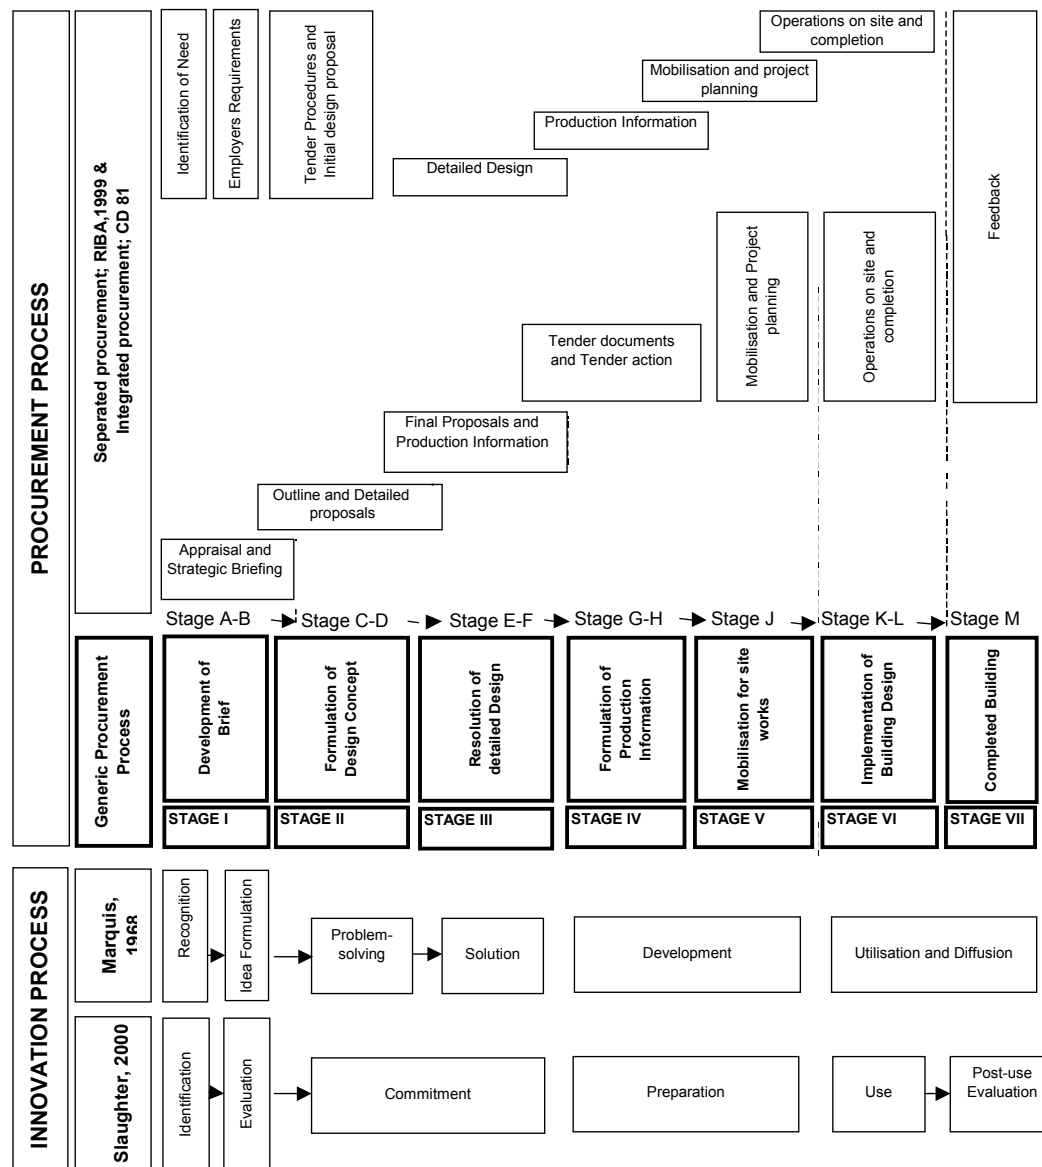 PROCUREMENT PROCESS
Seperated procurement; RIBA,1999 &
Integrated procurement; CD 81
Identification of Need
Employers Requirements
Tender Procedures and
Initial design proposal
Detailed Design
Production Information
Mobilisation and project
planning
Operations on site and
completion
Feedback
Appraisal and
Strategic Briefing
Outline and Detailed
proposals
Final Proposals and
Production Information
Tender documents
and Tender action
Mobilisation and Project
planning
Operations on site and
completion
Stage A-B
Stage C-D
Stage E-F
Stage G-H
Stage J
Stage K-L
Stage M
Generic Procurement
Process
Development of
Brief
Formulation of
Design Concept
Resolution of
detailed Design
Formulation of
Production
Information
Mobilisation for site
works
Implementation of
Building Design
Completed Building
STAGE I
STAGE II
STAGE III
STAGE IV
STAGE V
STAGE VI
STAGE VII
INNOVATION PROCESS
Marquis,
1968
Recognition
Idea Formulation
Problem-
solving
Solution
Development
Utilisation and Diffusion
Slaughter, 2000
Identification
Evaluation
Commitment
Preparation
Use
Post-use
Evaluation